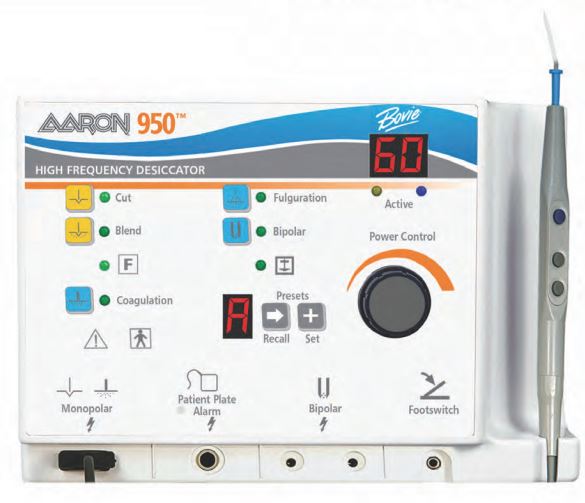 AARON 950™
Bovie
60
HIGH FREQUENCY DESICCATOR
Cut
Fulguration
Active
Blend
Bipolar
Power Control
F
Coagulation
A
Presets
Recall
Set
Monopolar
Patient Plate
Alarm
Bipolar
Footswitch